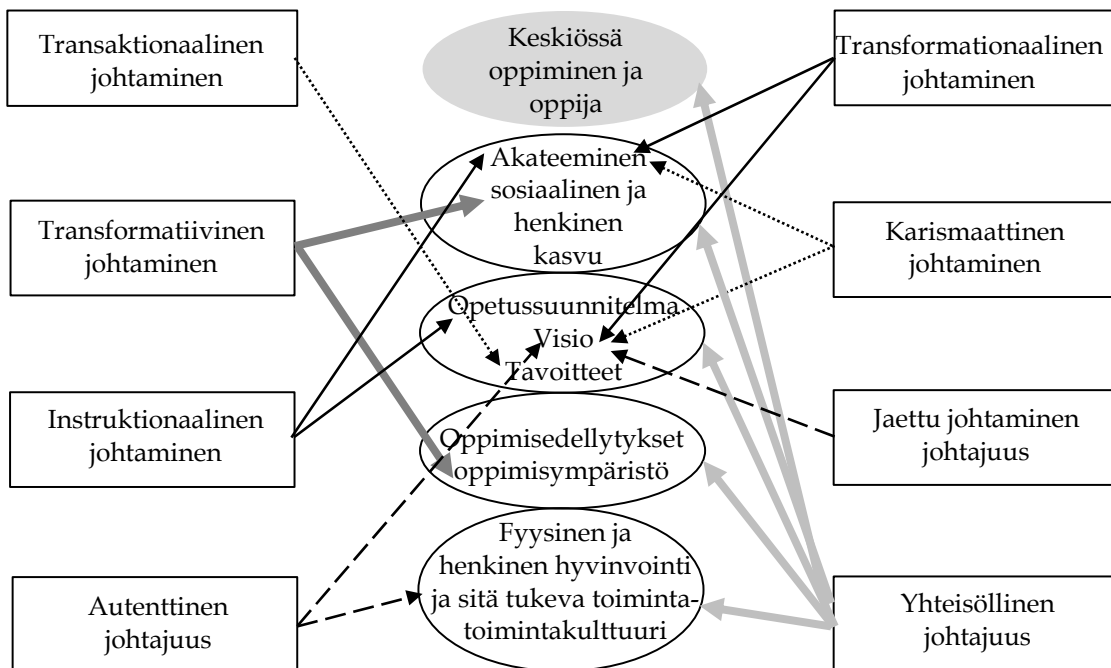 Transaktionaalinen
johtaminen
Transformatiivinen
johtaminen
Instruktionaalinen
johtaminen
Autenttinen
johtajuus
Keskiössä
oppiminen ja
oppija
Akateeminen
sosiaalinen ja
henkinen
kasvu
Opetussuunnitelma
Visio
Tavoitteet
Oppimisedellytykset
oppimisympäristö
Fyysinen ja
henkinen hyvinvointi
ja sitä tukeva toiminta-
toimintakulttuuri
Transformationaalinen
johtaminen
Karismaattinen
johtaminen
Jaettu johtaminen
johtajuus
Yhteisöllinen
johtajuus